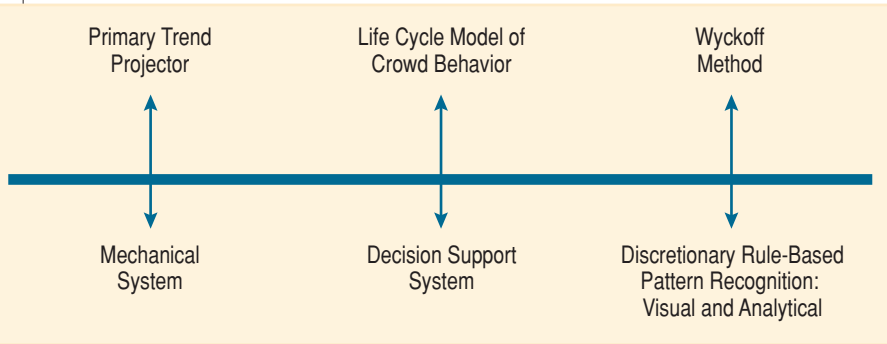 Primary Trend
Projector
Life Cycle Model of
Crowd Behavior
Wyckoff
Method
Mechanical
System
Decision Support
System
Discretionary Rule-Based
Pattern Recognition:
Visual and Analytical